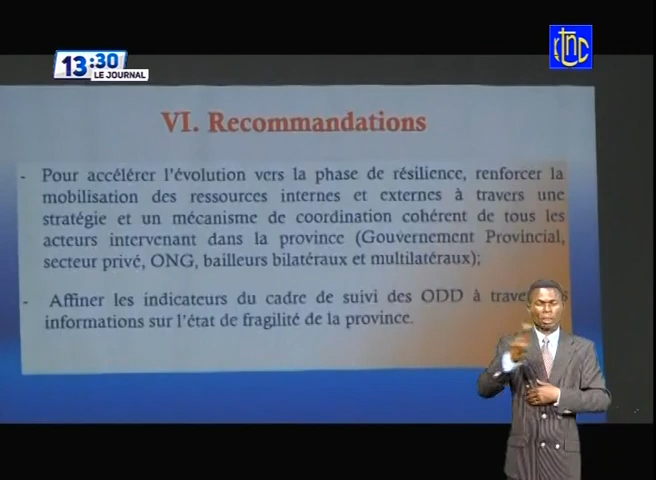 13:30
LE JOURNAL
rtnc
VI. Recommandations
- Pour accélérer l'évolution vers la phase de résilience, renforcer la
mobilisation des ressources internes et externes à travers une
stratégie et un mécanisme de coordination cohérent de tous les
acteurs intervenant dans la province (Gouvernement Provincial,
secteur privé, ONG, bailleurs bilatéraux et multilatéraux);
- Affiner les indicateurs du cadre de suivi des ODD à
informations sur l'état de fragilité de la province.